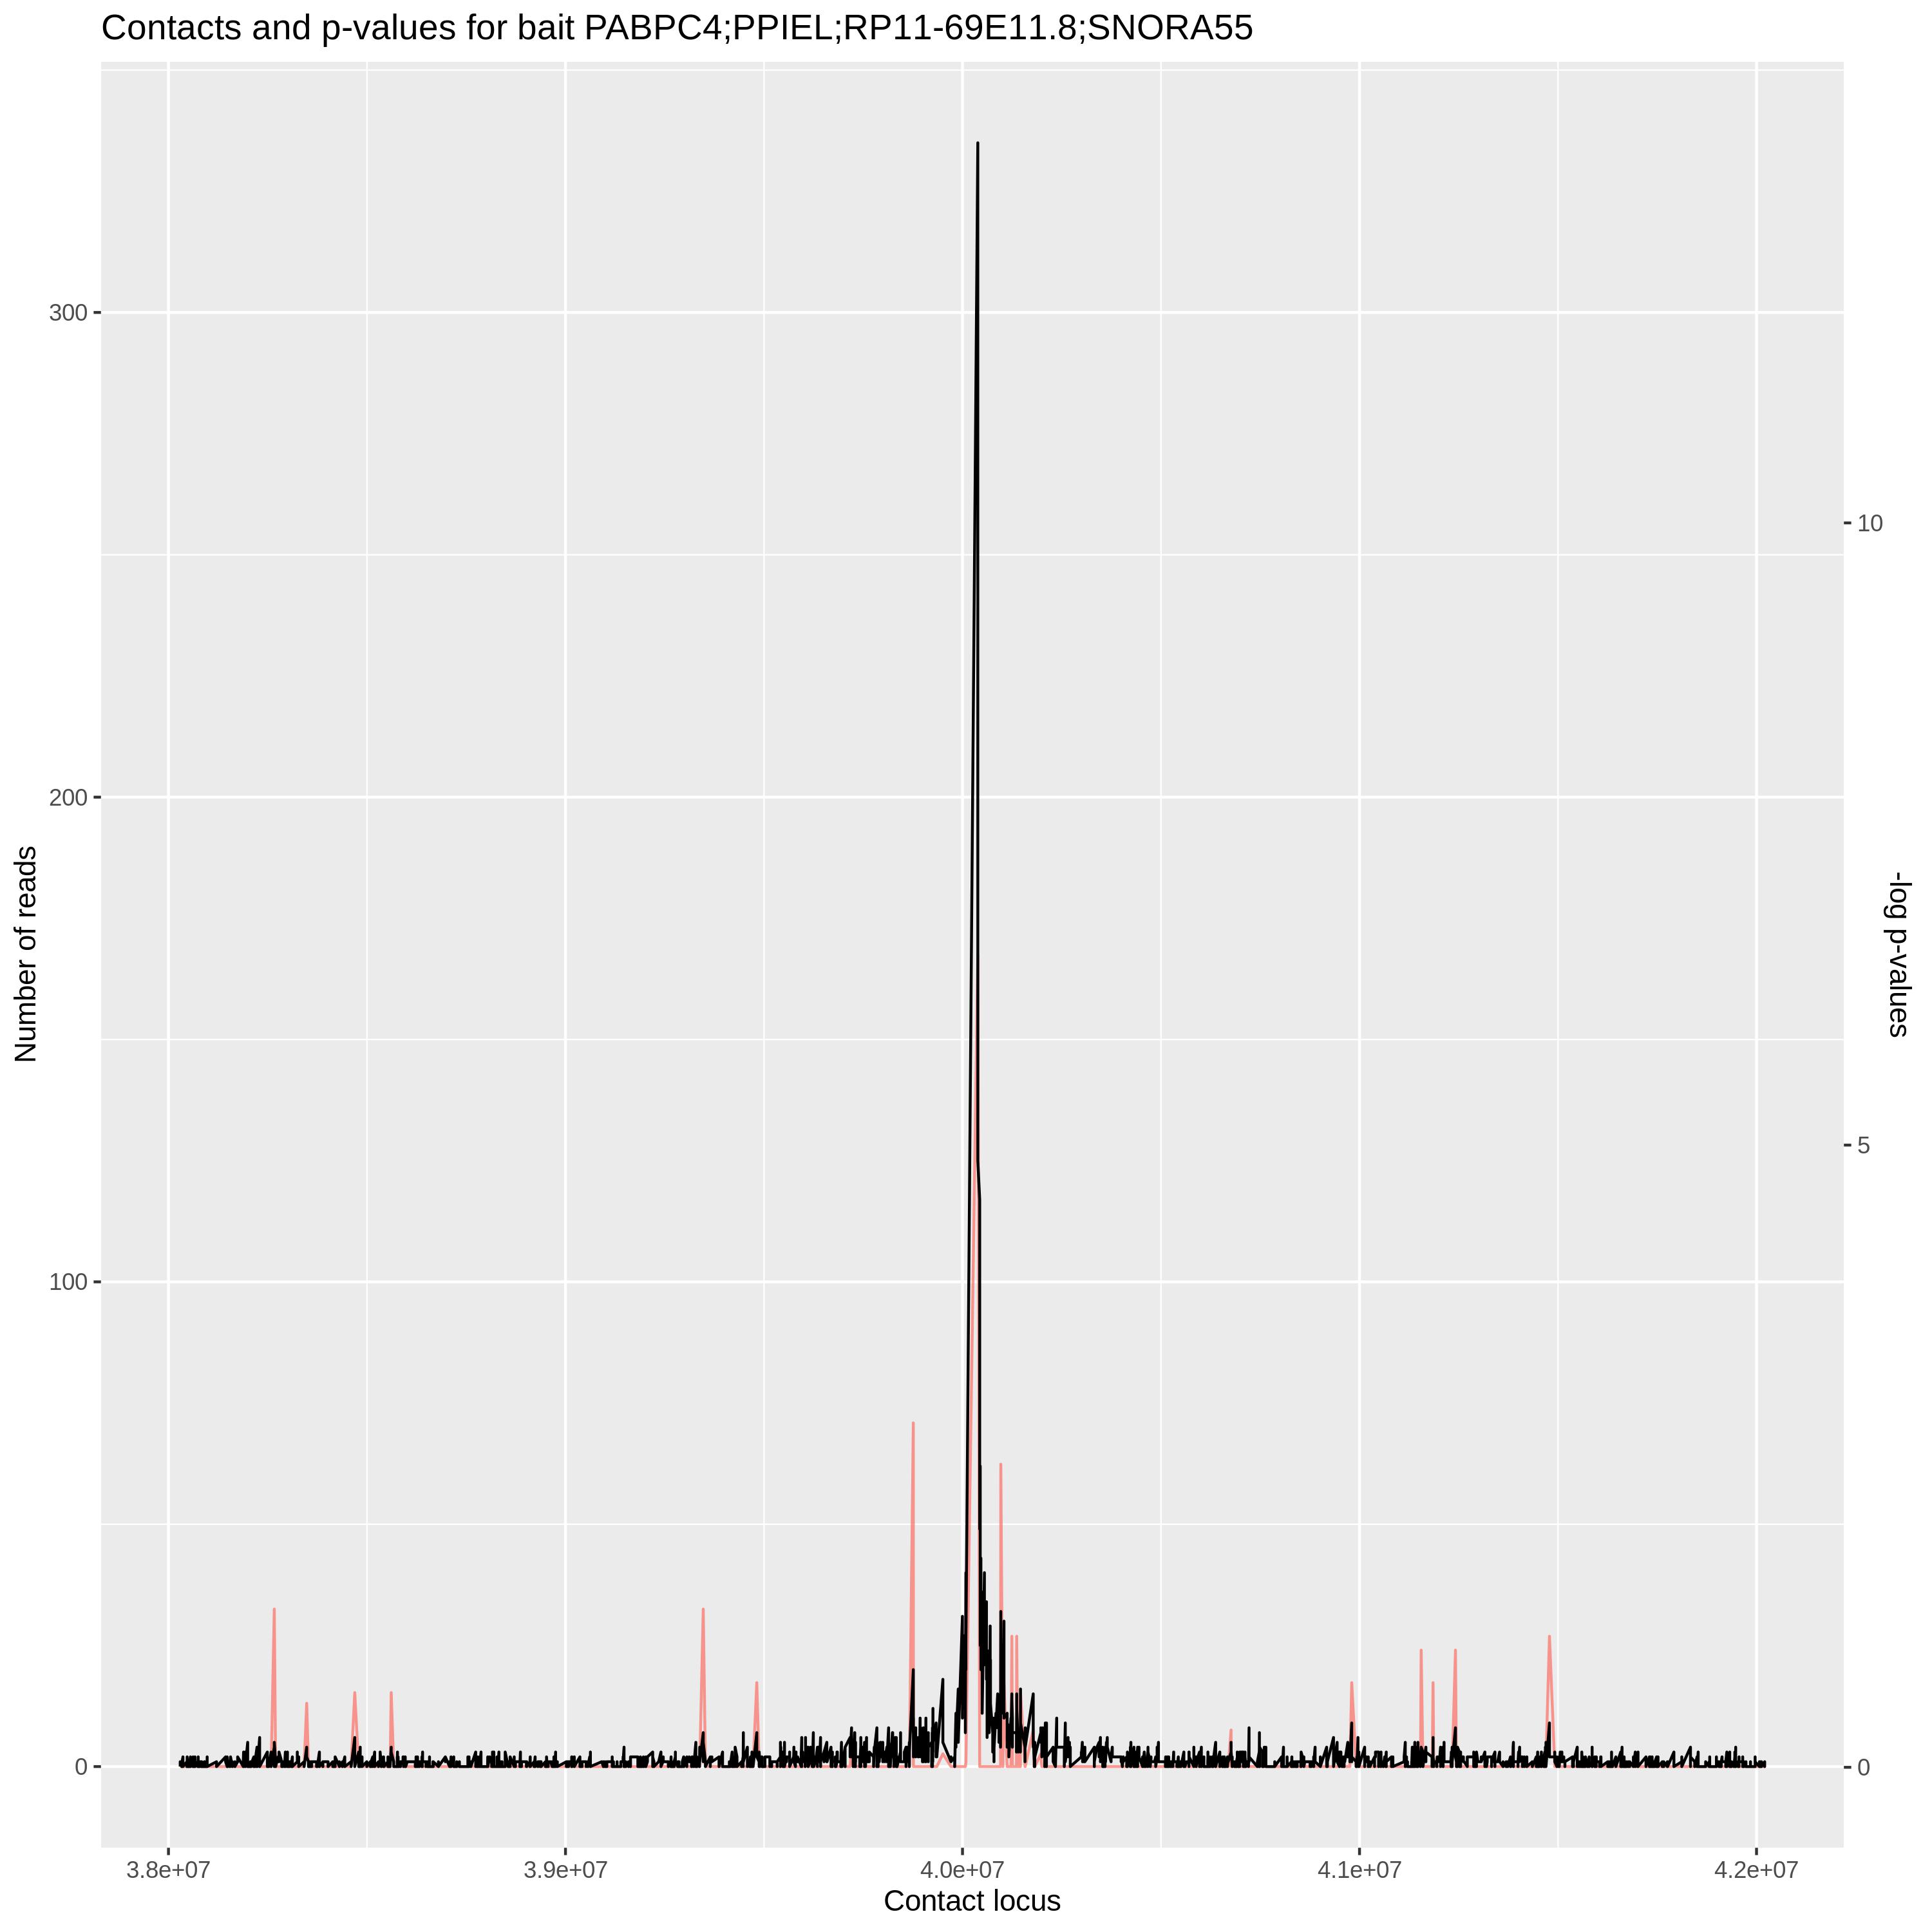 Contacts and p-values for bait PABPC4;PPIEL;RP11-69E11.8;SNORA55
300
200
100
0
Number of reads
10
5
0
-log p-values
3.8e+07
3.9e+07
4.0e+07
4.1e+07
4.2e+07
Contact locus